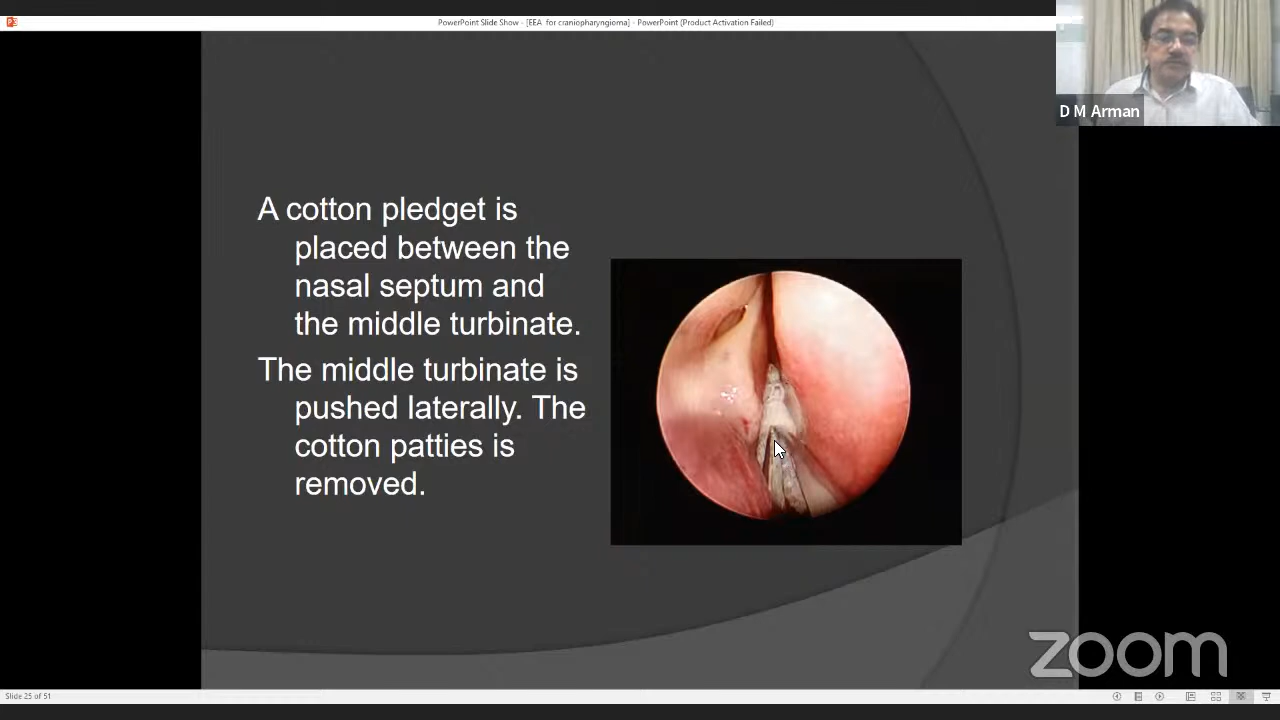 PowerPoint Slide Show - [EEA for craniopharyngioma] - PowerPoint (Product Activation Failed)
D M Arman
A cotton pledget is
placed between the
nasal septum and
the middle turbinate.
The middle turbinate is
pushed laterally. The
cotton patties is
removed.
zoom
Slide 25 of 51